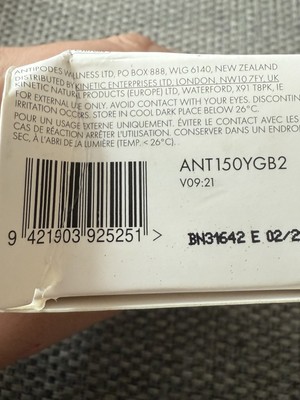 ANTIPODES WELLNESS LTD, PO BOX 888, WLG 6140, NEW ZEALAND
DISTRIBUTED BY KINETIC ENTERPRISES LTD, LONDON, NW10 7FY, UK
KINETIC NATURAL PRODUCTS (EUROPE) LTD, WATERFORD, X91 TBPK, IE
FOR EXTERNAL USE ONLY. AVOID CONTACT WITH YOUR EYES. DISCONTIN
IRRITATION OCCURS. STORE IN COOL DARK PLACE BELOW 26°C.
POUR UN USAGE EXTERNE UNIQUEMENT. ÉVITER LE CONTACT AVEC LES
CAS DE RÉACTION ARRÊTER L'UTILISATION. CONSERVER DANS UN ENDROI
SEC, À L'ABRI DE LA LUMIÈRE (TEMP. < 26°C).
ANT150YGB2
V09:21
9 421903 925251 >
BN31642 E 02/2